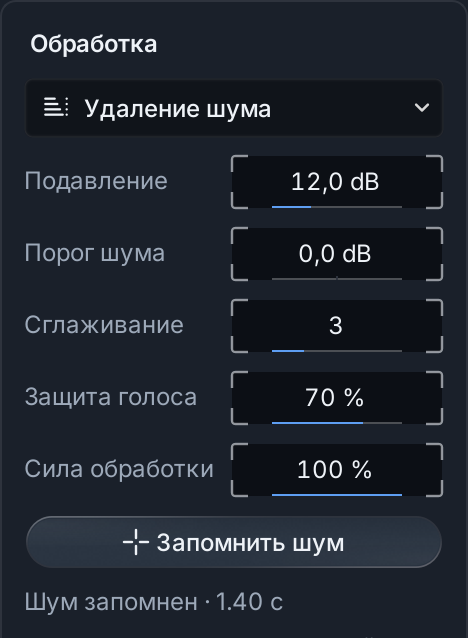 Обработка
Удаление шума
Подавление 12,0 dB
Порог шума 0,0 dB
Сглаживание 3
Защита голоса 70 %
Сила обработки 100 %
Запомнить шум
Шум запомнен · 1.40 с